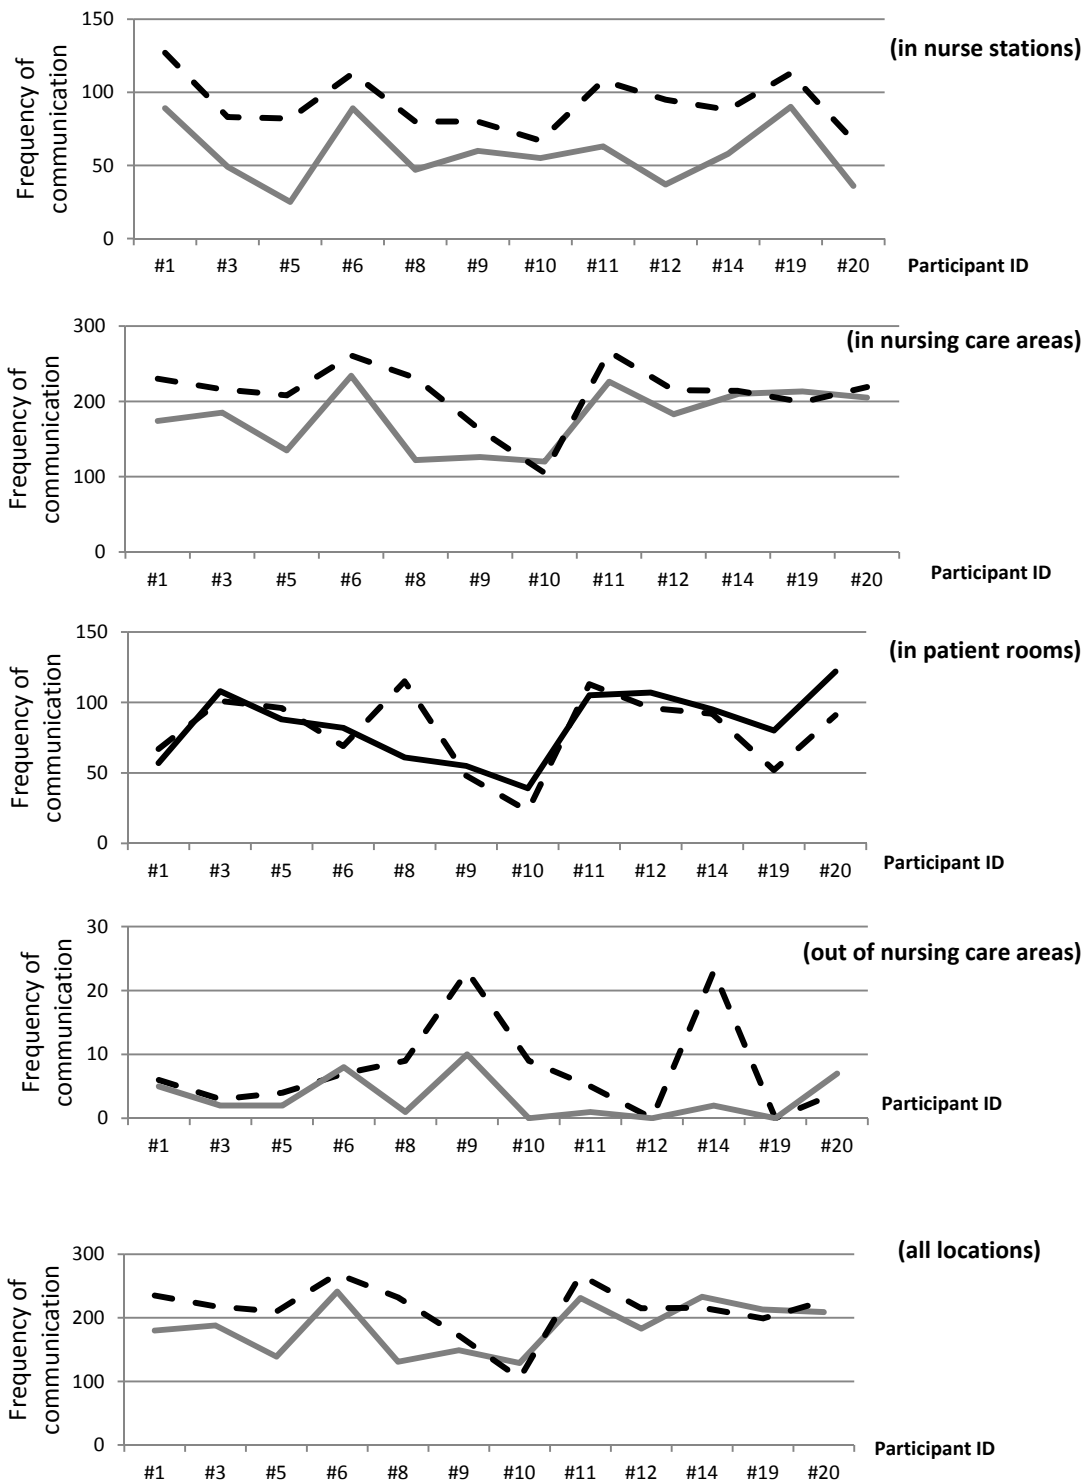 150
(in nurse stations)
100
50
0
Frequency of
communication
#1 #3 #5 #6 #8 #9 #10 #11 #12 #14 #19 #20
Participant ID
300
(in nursing care areas)
200
100
0
Frequency of
communication
#1 #3 #5 #6 #8 #9 #10 #11 #12 #14 #19 #20
Participant ID
150
(in patient rooms)
100
50
0
Frequency of
communication
#1 #3 #5 #6 #8 #9 #10 #11 #12 #14 #19 #20
Participant ID
30
(out of nursing care areas)
20
10
0
Frequency of
communication
#1 #3 #5 #6 #8 #9 #10 #11 #12 #14 #19 #20
Participant ID
300
(all locations)
200
100
0
Frequency of
communication
#1 #3 #5 #6 #8 #9 #10 #11 #12 #14 #19 #20
Participant ID